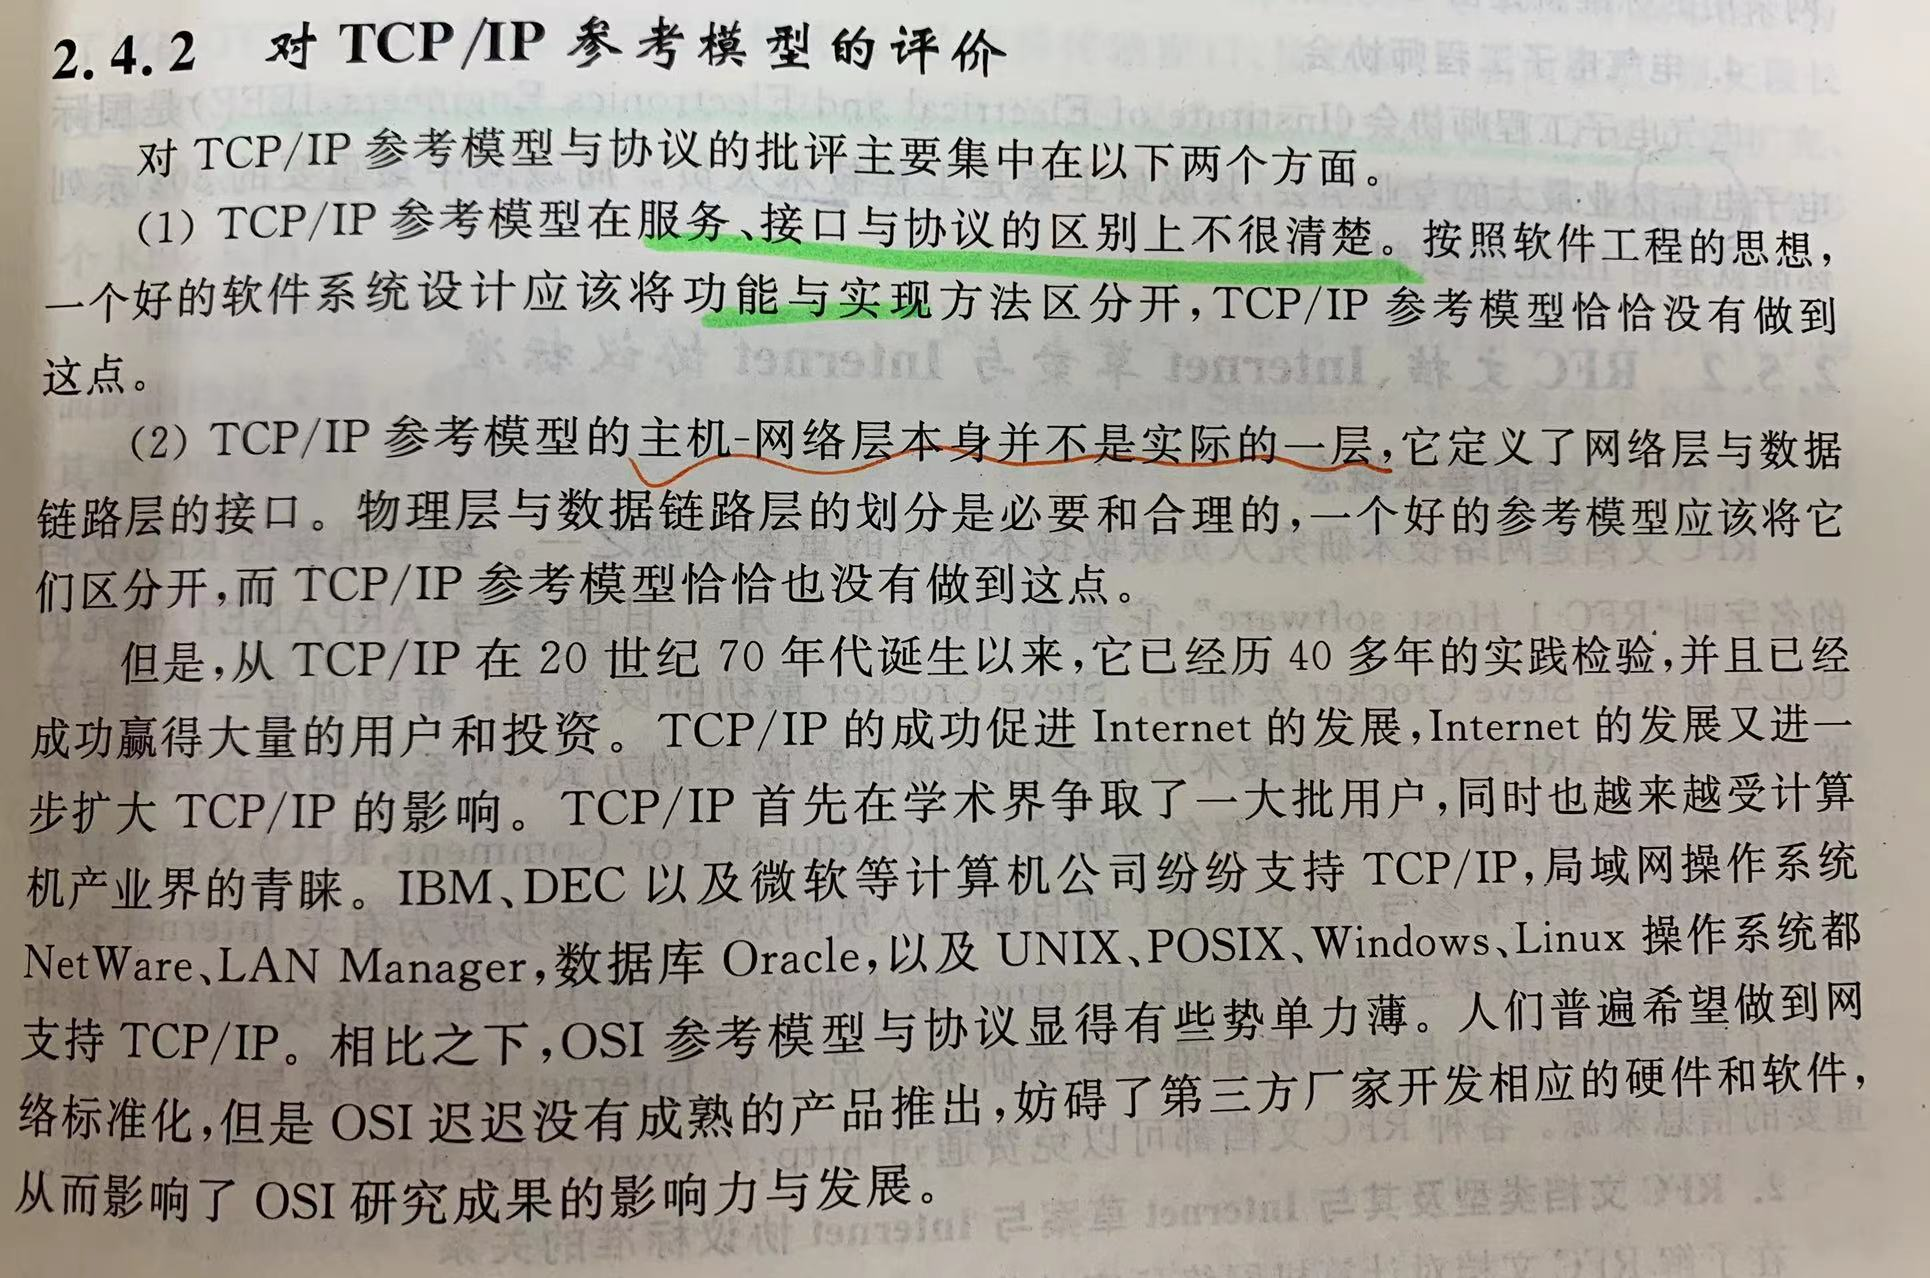 2.4.2 对 TCP/IP 参考模型的评价
对 TCP/IP 参考模型与协议的批评主要集中在以下两个方面。
(1) TCP/IP 参考模型在服务、接口与协议的区别上不很清楚。按照软件工程的思想，
一个好的软件系统设计应该将功能与实现方法区分开，TCP/IP 参考模型恰恰没有做到
这点。
(2) TCP/IP 参考模型的主机-网络层本身并不是实际的一层，它定义了网络层与数据
链路层的接口。物理层与数据链路层的划分是必要和合理的，一个好的参考模型应该将它
们区分开，而 TCP/IP 参考模型恰恰也没有做到这点。
但是，从 TCP/IP 在 20 世纪 70 年代诞生以来，它已经历 40 多年的实践检验，并且已经
成功赢得大量的用户和投资。TCP/IP 的成功促进 Internet 的发展，Internet 的发展又进一
步扩大 TCP/IP 的影响。TCP/IP 首先在学术界争取了一大批用户，同时也越来越受计算
机产业界的青睐。IBM、DEC 以及微软等计算机公司纷纷支持 TCP/IP，局域网操作系统
NetWare、LAN Manager，数据库 Oracle，以及 UNIX、POSIX、Windows、Linux 操作系统都
支持 TCP/IP。相比之下，OSI 参考模型与协议显得有些势单力薄。人们普遍希望做到网
络标准化，但是 OSI 迟迟没有成熟的产品推出，妨碍了第三方厂家开发相应的硬件和软件，
从而影响了 OSI 研究成果的影响力与发展。